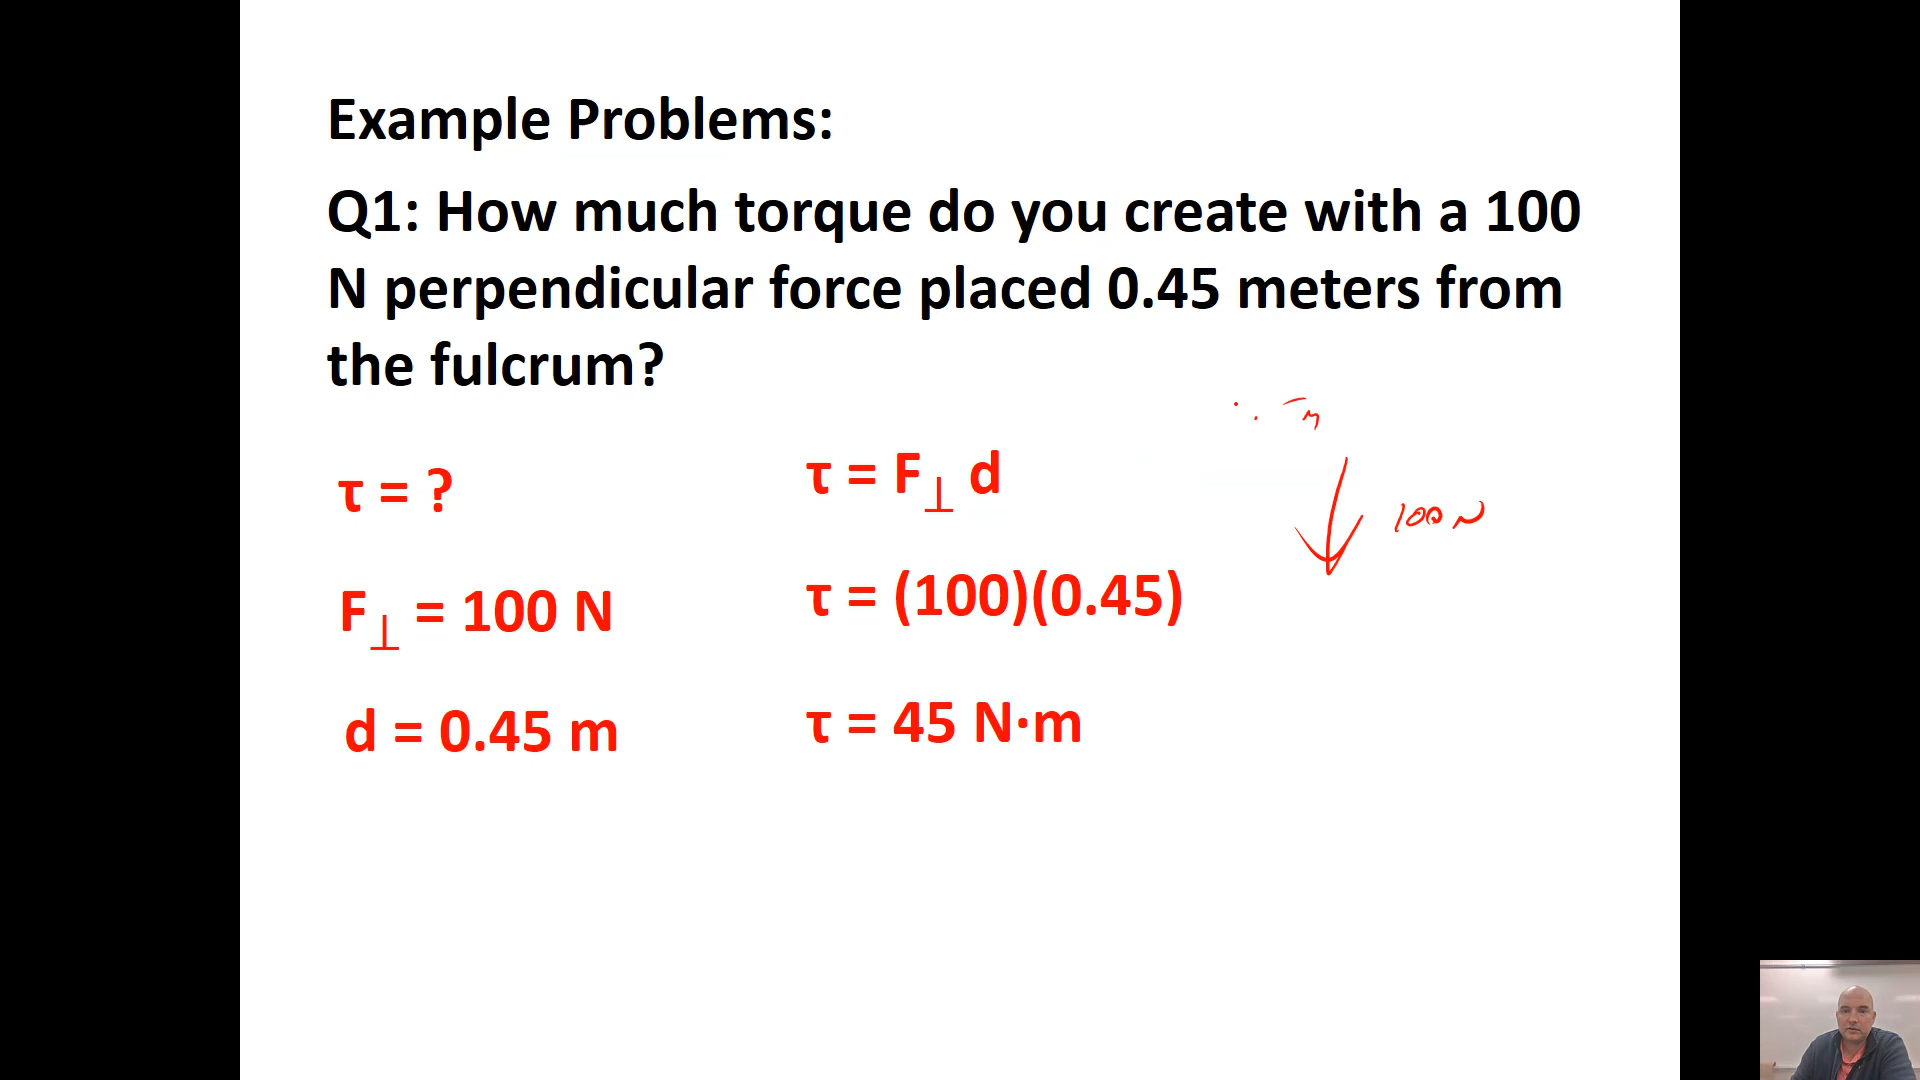 Example Problems:
Q1: How much torque do you create with a 100
N perpendicular force placed 0.45 meters from
the fulcrum?
τ = ?
F⊥ = 100 N
d = 0.45 m
τ = F⊥ d
τ = (100)(0.45)
τ = 45 N·m
100 N